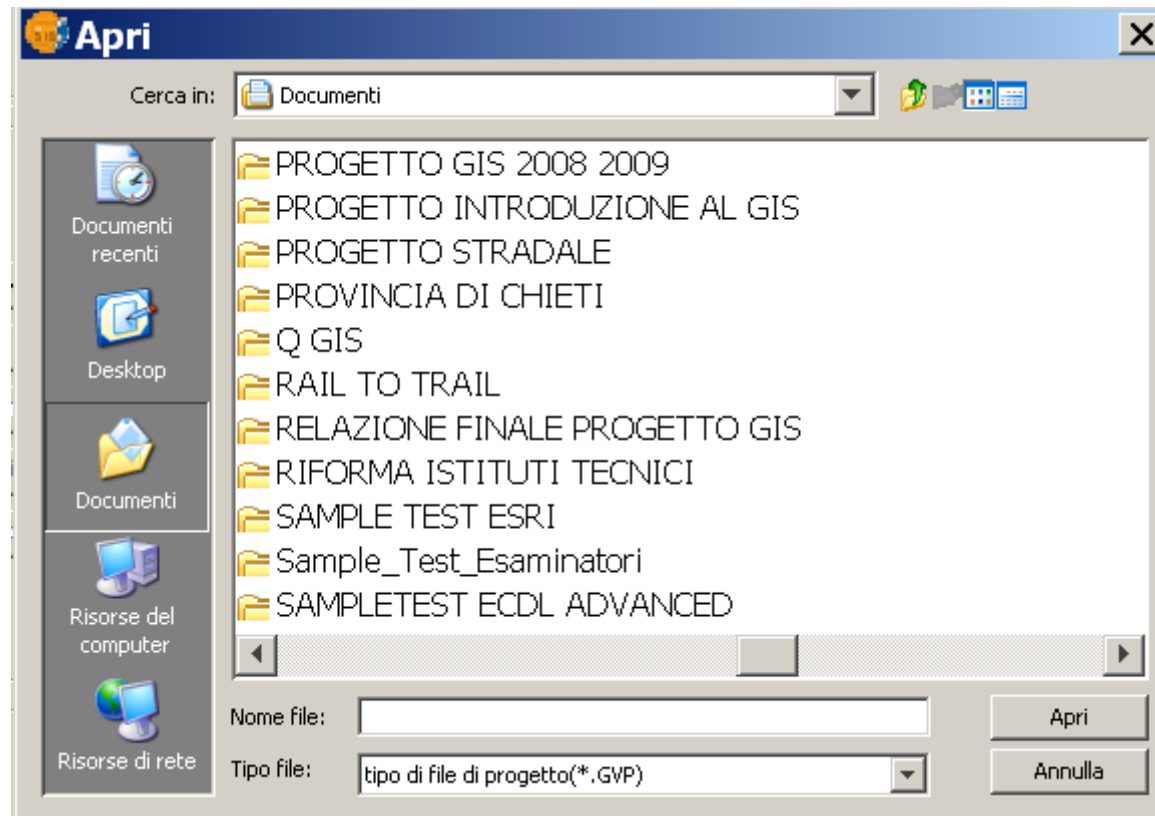 Apri
Cerca in: Documenti
Documenti
recenti
Desktop
Documenti
Risorse del
computer
Risorse di rete
PROGETTO GIS 2008 2009
PROGETTO INTRODUZIONE AL GIS
PROGETTO STRADALE
PROVINCIA DI CHIETI
Q GIS
RAIL TO TRAIL
RELAZIONE FINALE PROGETTO GIS
RIFORMA ISTITUTI TECNICI
SAMPLE TEST ESRI
Sample_Test_Esaminatori
SAMPLETEST ECDL ADVANCED
Nome file: Apri
Tipo file: tipo di file di progetto(*.GVP) Annulla